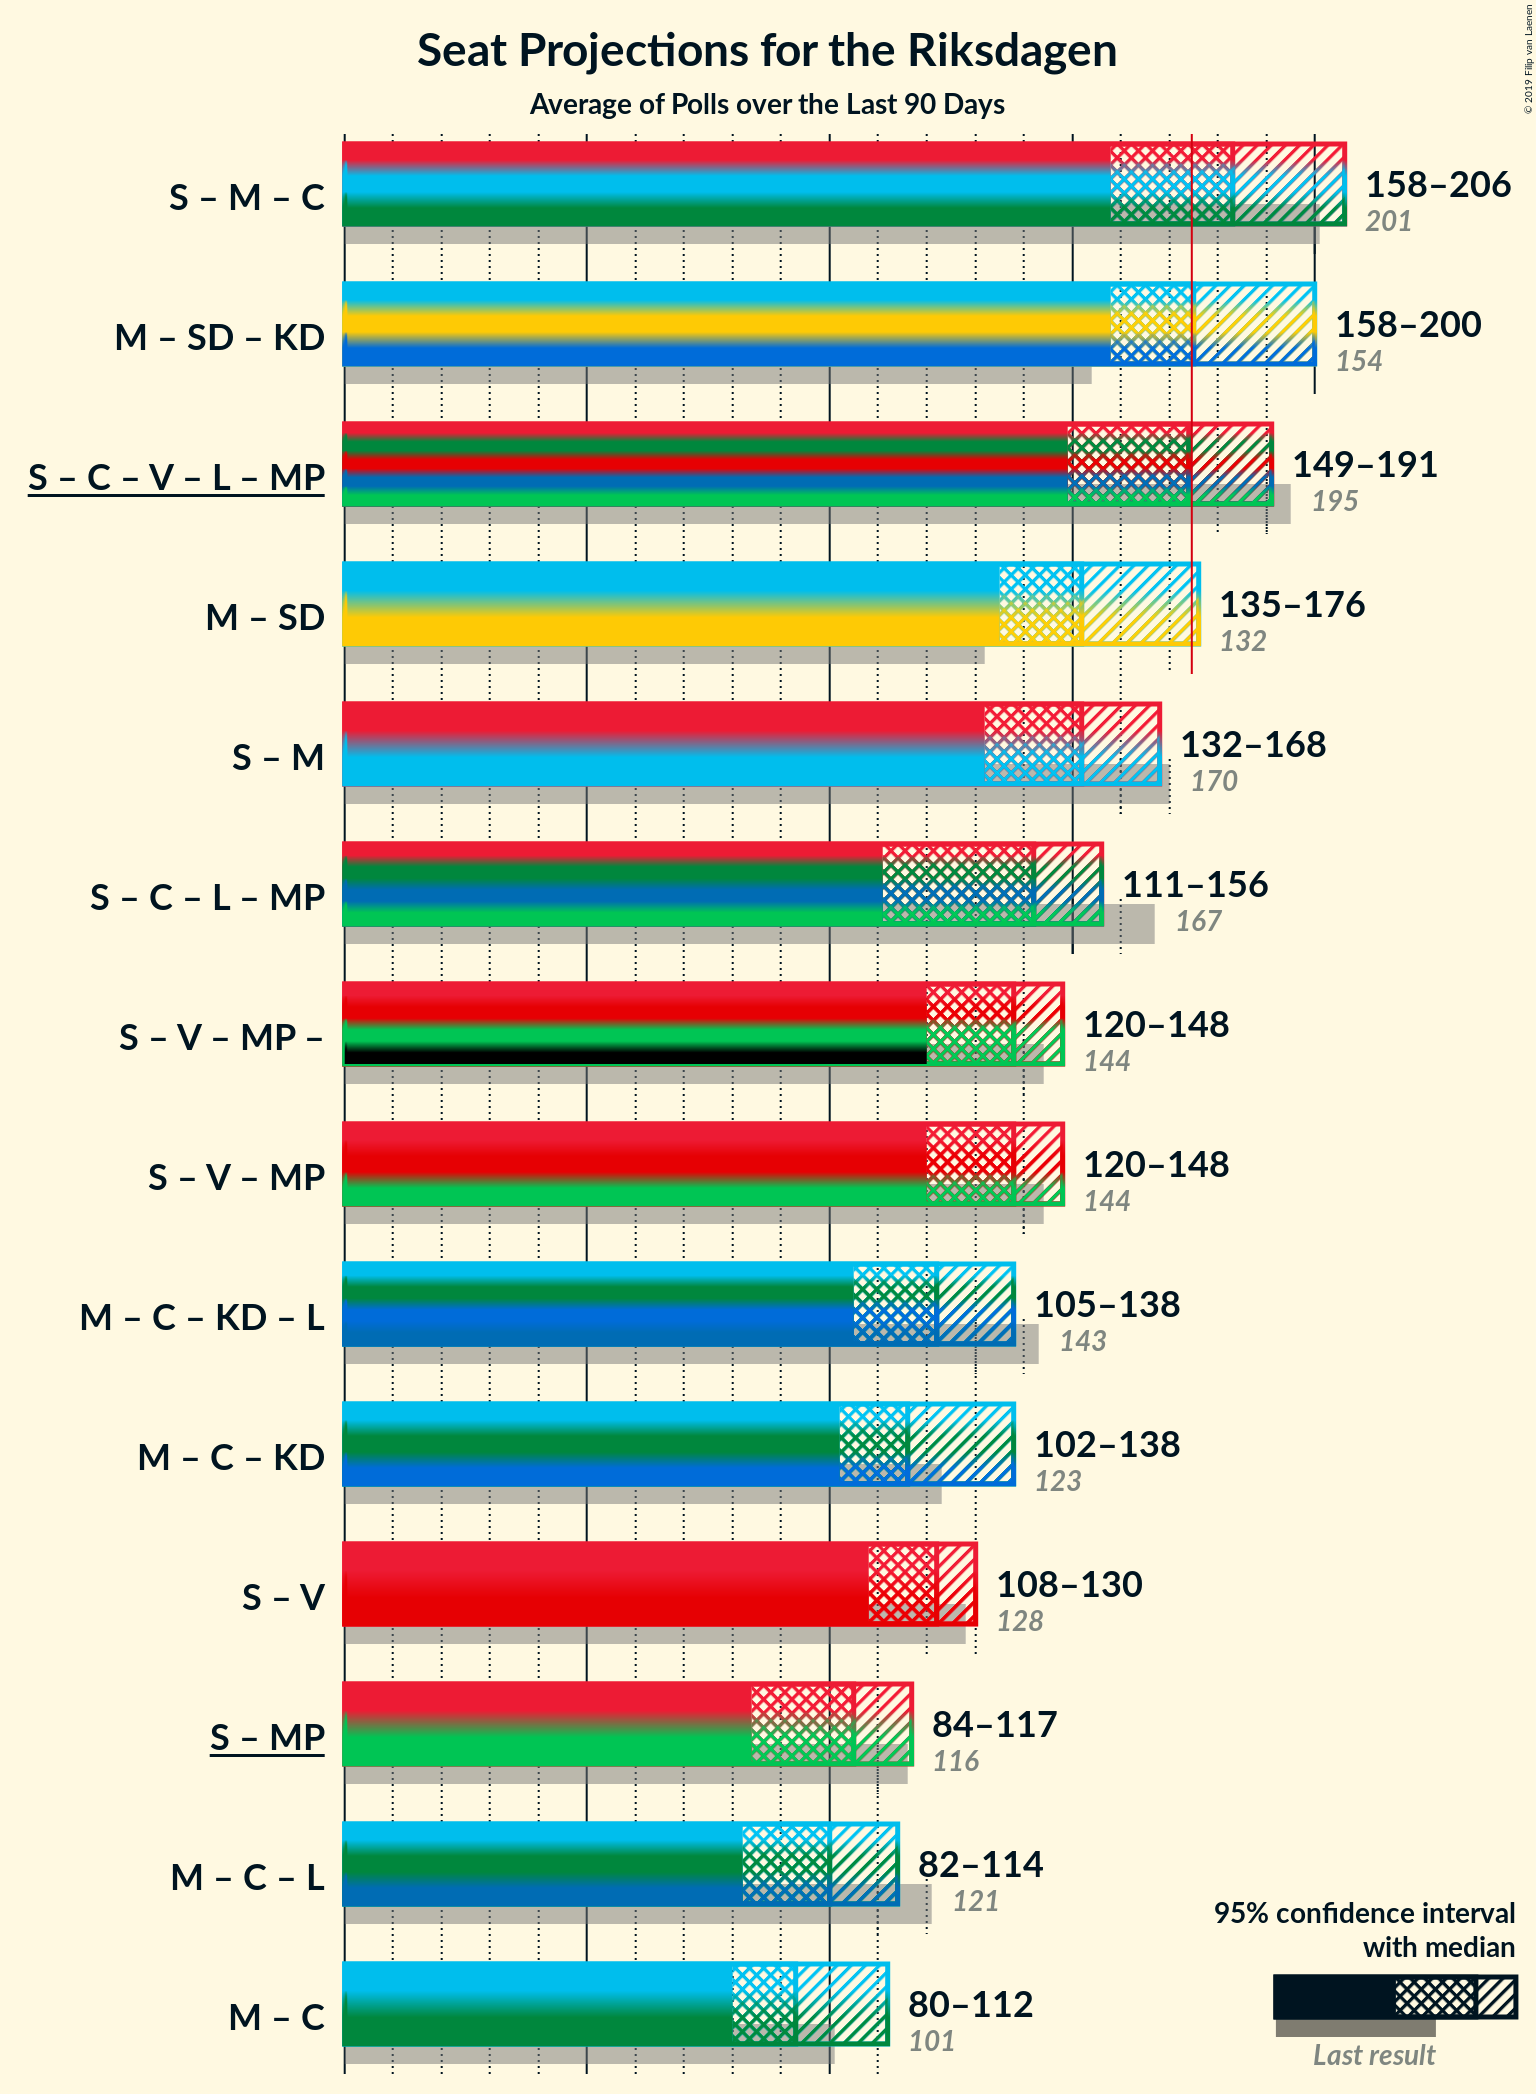 Seat Projections for the Riksdagen
Average of Polls over the Last 90 Days
© 2019 Filip van Laenen
S – M – C
158–206
201
M – SD – KD
158–200
154
S – C – V – L – MP
149–191
195
M – SD
135–176
132
S – M
132–168
170
S – C – L – MP
111–156
167
S – V – MP –
120–148
144
S – V – MP
120–148
144
M – C – KD – L
105–138
143
M – C – KD
102–138
123
S – V
108–130
128
S – MP
84–117
116
M – C – L
82–114
121
M – C
80–112
101
95% confidence interval
with median
Last result